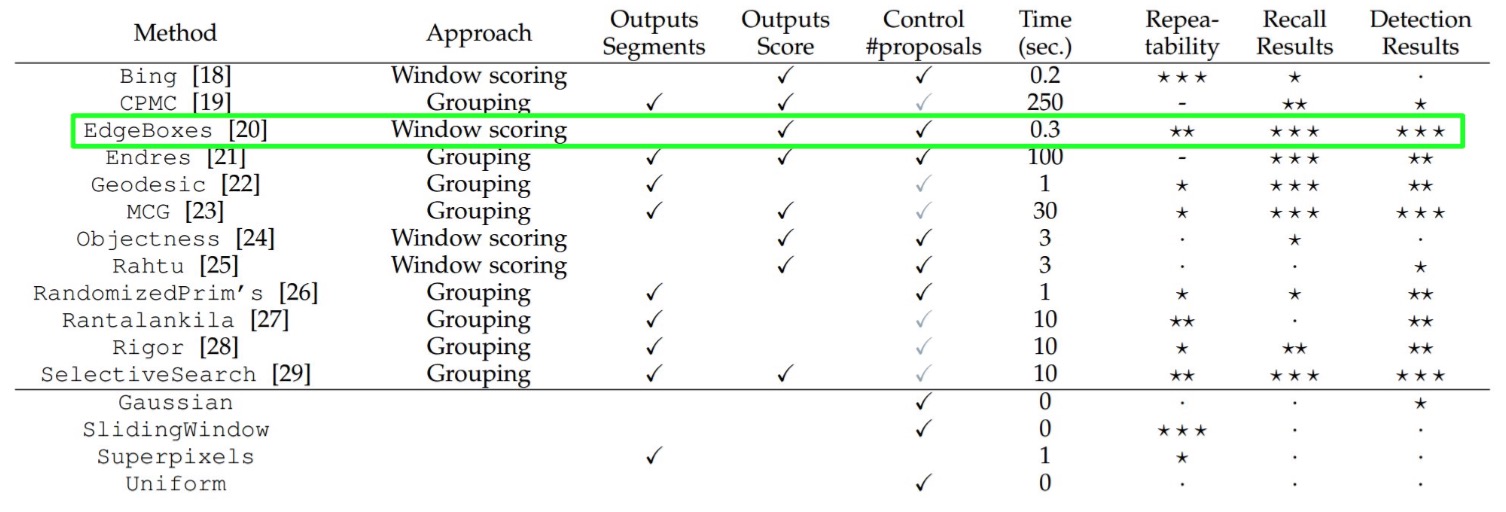 Method Approach Outputs Segments Outputs Score Control #proposals Time (sec.) Repea-tability Recall Results Detection Results
Bing [18] Window scoring ✓ ✓ 0.2 ⋆⋆⋆ ⋆ ·
CPMC [19] Grouping ✓ ✓ ✓ 250 - ⋆⋆ ⋆
EdgeBoxes [20] Window scoring ✓ ✓ 0.3 ⋆⋆ ⋆⋆⋆ ⋆⋆⋆
Endres [21] Grouping ✓ ✓ ✓ 100 - ⋆⋆⋆ ⋆⋆
Geodesic [22] Grouping ✓ ✓ 1 ⋆ ⋆⋆⋆ ⋆⋆
MCG [23] Grouping ✓ ✓ ✓ 30 ⋆ ⋆⋆⋆ ⋆⋆⋆
Objectness [24] Window scoring ✓ ✓ 3 · ⋆ ·
Rahtu [25] Window scoring ✓ ✓ 3 · · ⋆
RandomizedPrim's [26] Grouping ✓ ✓ 1 ⋆ ⋆ ⋆⋆
Rantalankila [27] Grouping ✓ ✓ 10 ⋆⋆ · ⋆⋆
Rigor [28] Grouping ✓ ✓ 10 ⋆ ⋆⋆ ⋆⋆
SelectiveSearch [29] Grouping ✓ ✓ ✓ 10 ⋆⋆ ⋆⋆⋆ ⋆⋆⋆
Gaussian ✓ 0 · · ⋆
SlidingWindow ✓ 0 ⋆⋆⋆ · ·
Superpixels ✓ 1 ⋆ · ·
Uniform ✓ 0 · · ·